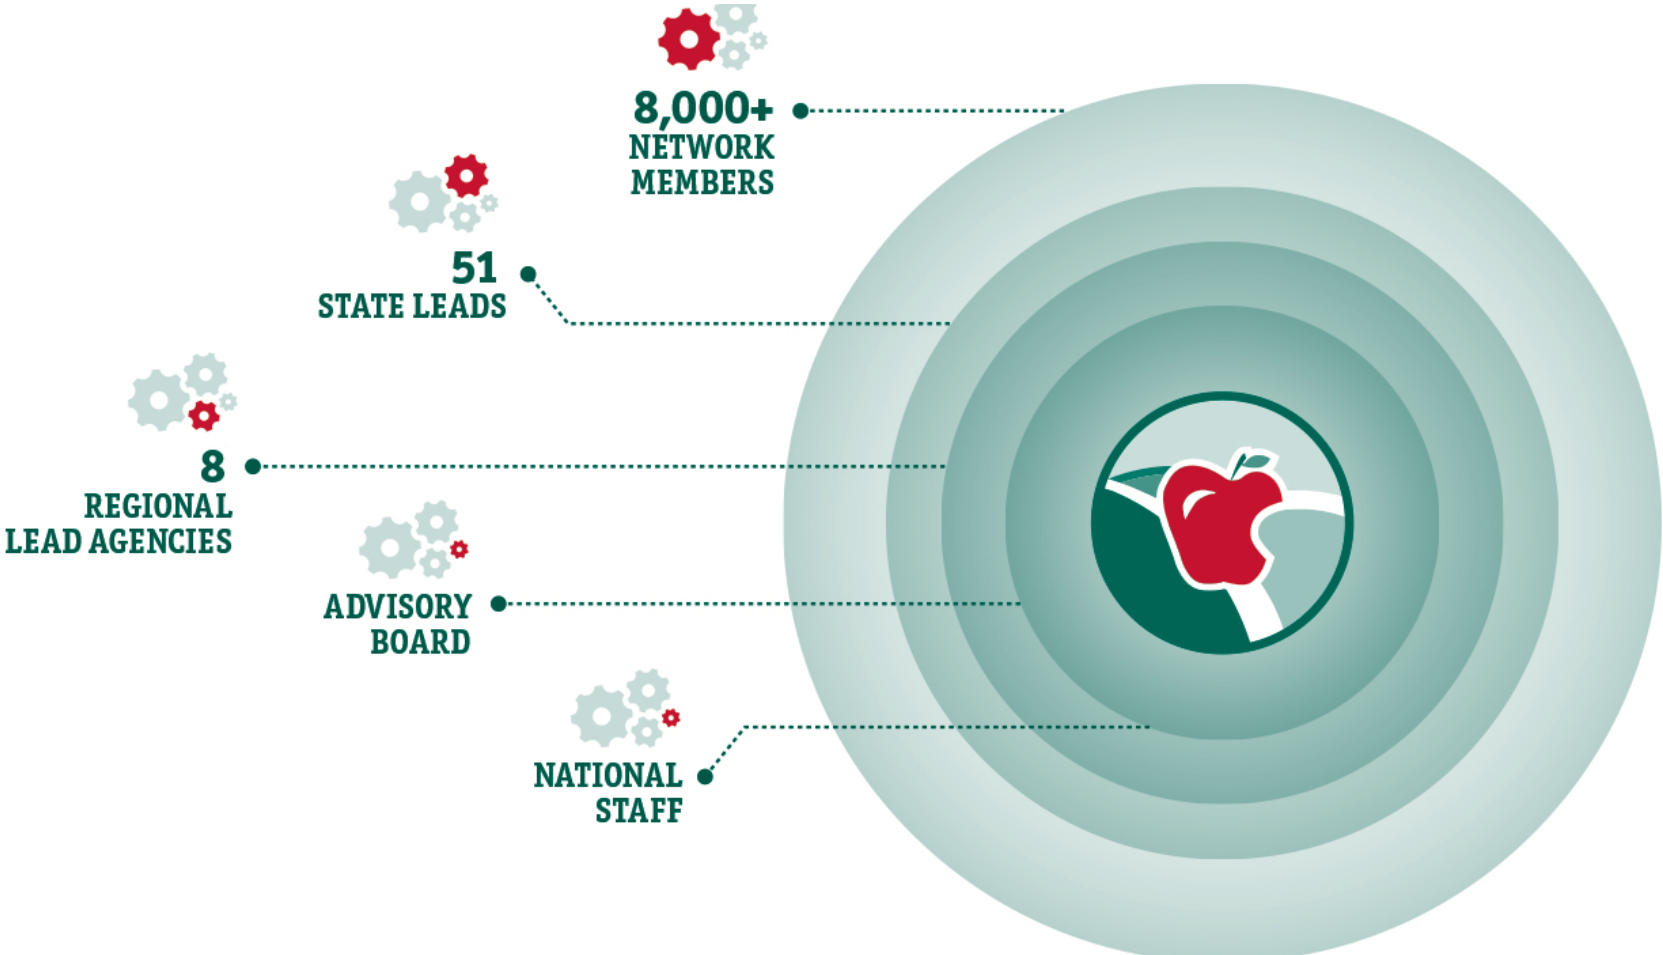 8,000+
NETWORK
MEMBERS
51
STATE LEADS
8
REGIONAL
LEAD AGENCIES
ADVISORY
BOARD
NATIONAL
STAFF